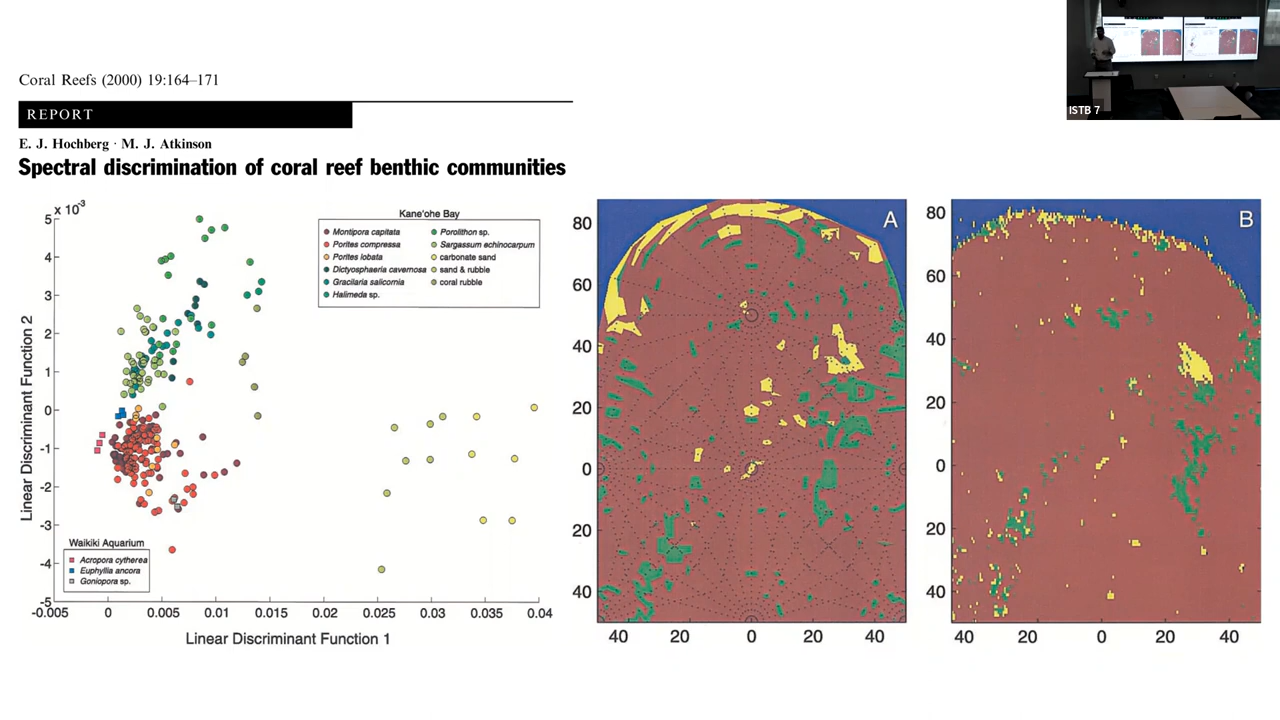 ISTB 7
Coral Reefs (2000) 19:164–171
REPORT
E. J. Hochberg · M. J. Atkinson
Spectral discrimination of coral reef benthic communities
x 10⁻³
5
4
3
2
1
0
-1
-2
-3
-4
-5
Linear Discriminant Function 2
Kane'ohe Bay
Montipora capitata
Porites compressa
Porites lobata
Dictyosphaeria cavernosa
Gracilaria salicornia
Halimeda sp.
Porolithon sp.
Sargassum echinocarpum
carbonate sand
sand & rubble
coral rubble
Waikiki Aquarium
Acropora cytherea
Euphyllia ancora
Goniopora sp.
-0.005 0 0.005 0.01 0.015 0.02 0.025 0.03 0.035 0.04
Linear Discriminant Function 1
A
80
60
40
20
0
20
40
40 20 0 20 40
B
80
60
40
20
0
20
40
40 20 0 20 40